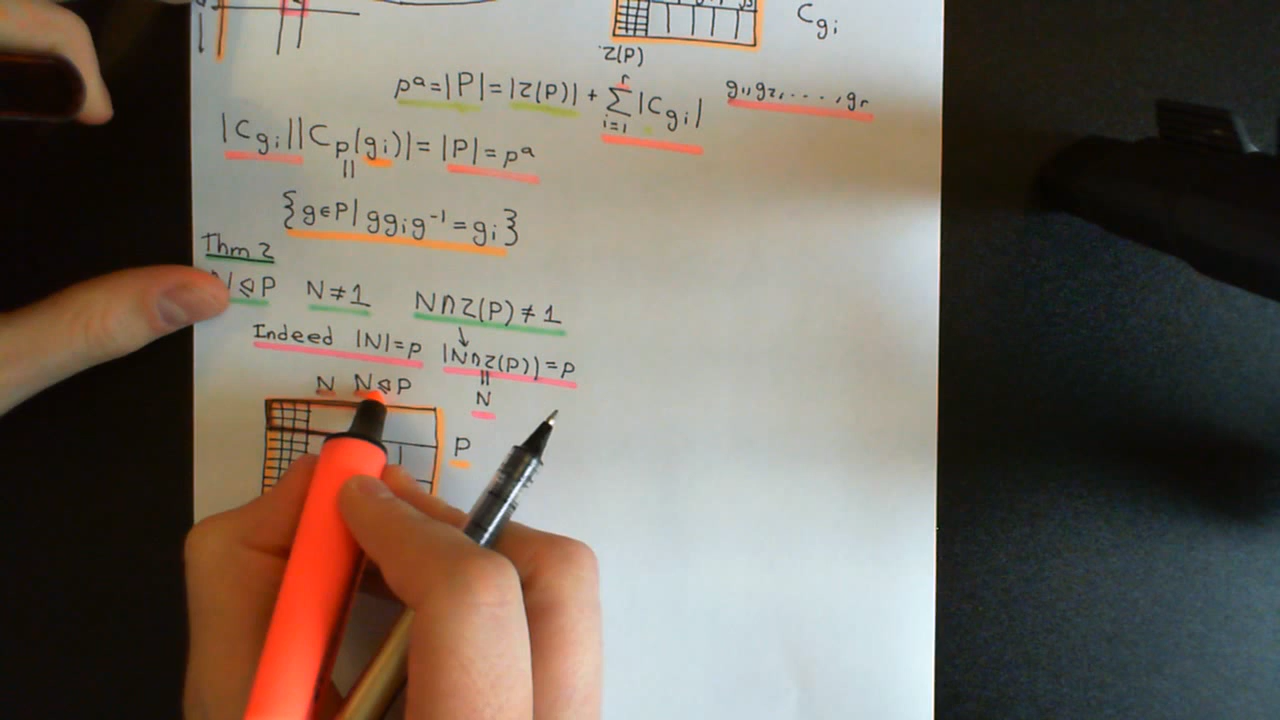 C_{g_i}
Z(P)
p^a = |P| = |Z(P)| + \sum_{i=1}^{r} |C_{g_i}|   g_1, g_2, ...., g_r
|C_{g_i}||C_P(g_i)| = |P| = p^a
||
{g∈P | g g_i g^{-1} = g_i}
Thm 2
N ⊴ P   N ≠ 1   N∩Z(P) ≠ 1
↓
Indeed |N| = p   |N∩Z(P)| = p
||
N   N ⊴ P   N
P